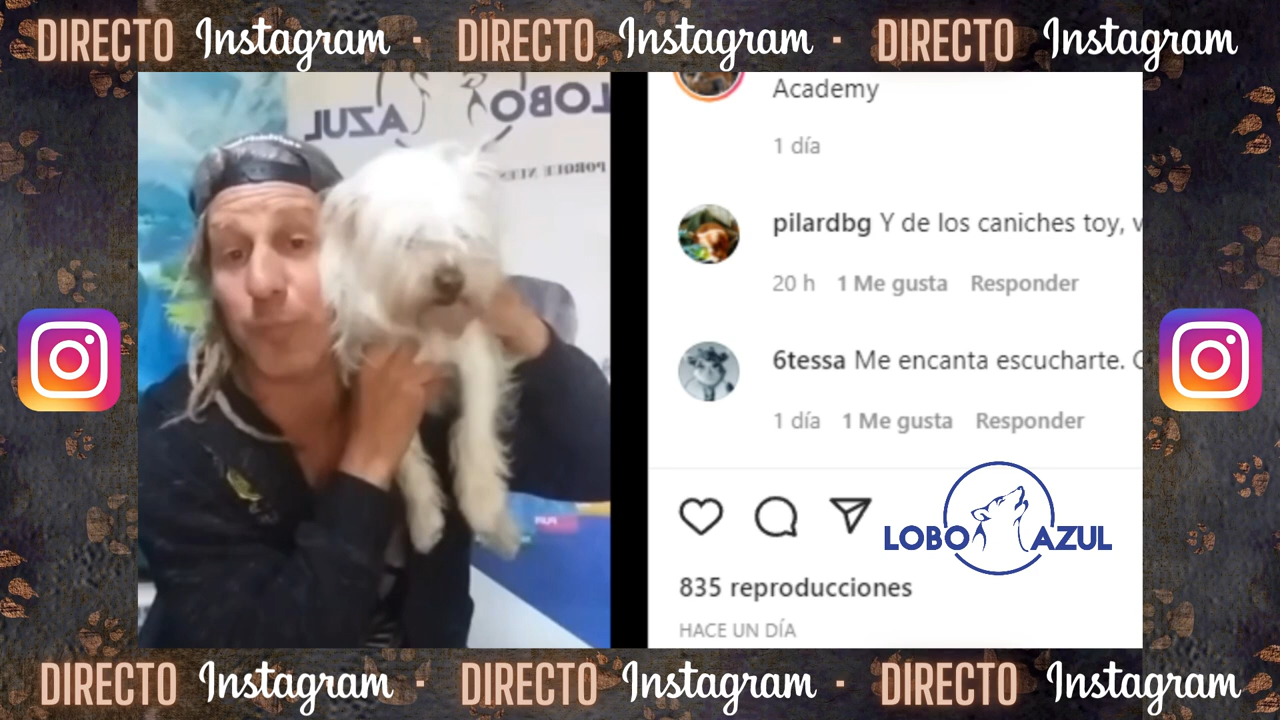 DIRECTO Instagram · DIRECTO Instagram · DIRECTO Instagram
LOBO AZUL
PORQUE NUES
Academy
1 día
pilardbg Y de los caniches toy, v
20 h 1 Me gusta Responder
6tessa Me encanta escucharte.
1 día 1 Me gusta Responder
LOBO AZUL
835 reproducciones
HACE UN DÍA
DIRECTO Instagram · DIRECTO Instagram · DIRECTO Instagram